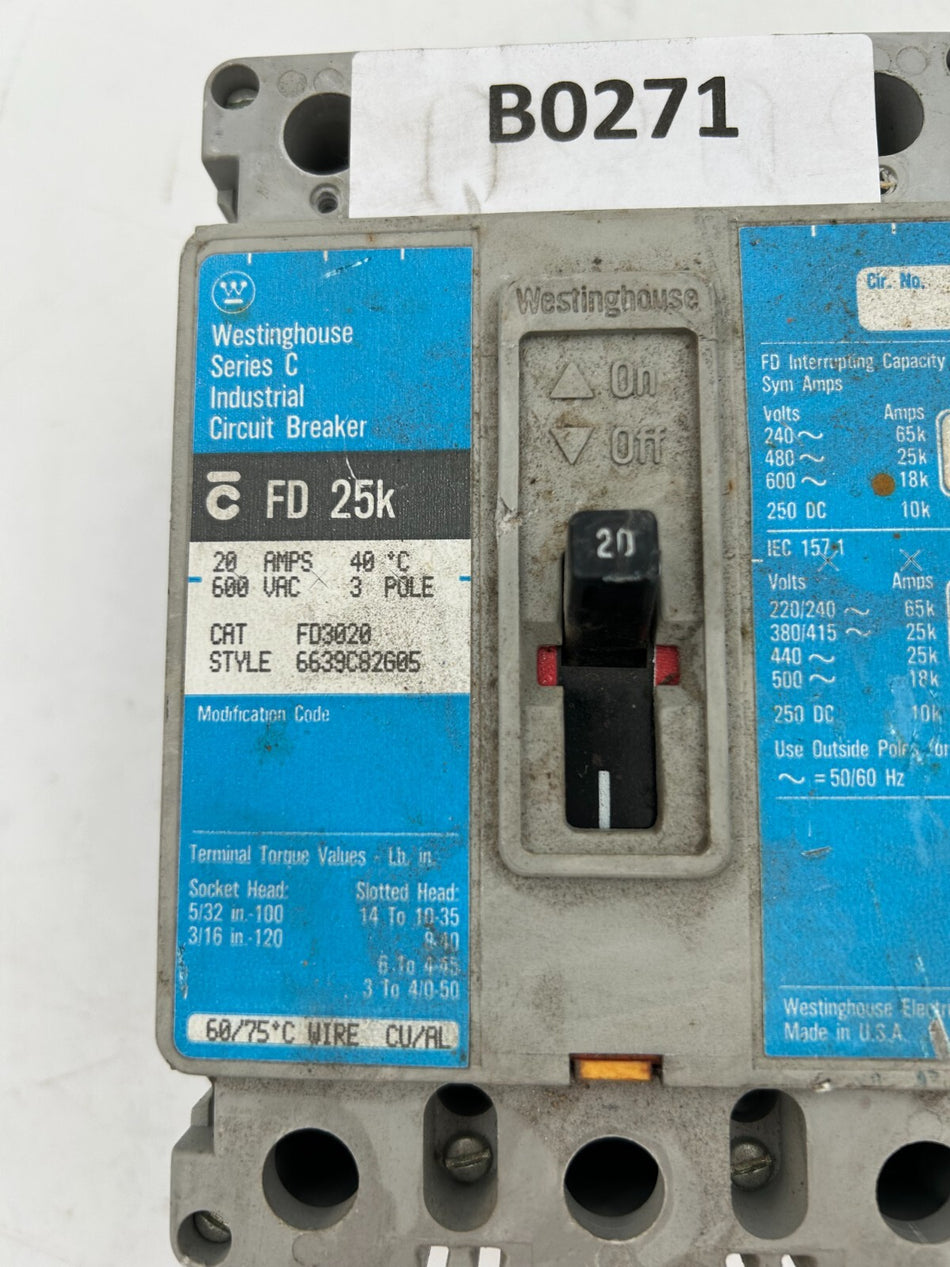 B0271
W
Westinghouse
Series C
Industrial
Circuit Breaker
C FD 25k
20 AMPS 40 °C
600 VAC 3 POLE
CAT FD3020
STYLE 6639C82G05
Modification Code
Terminal Torque Values - Lb. in.
Socket Head: Slotted Head:
5/32 in.-100 14 To 10-35
3/16 in.-120 8-40
6 To 4-45
3 To 4/0-50
60/75°C WIRE CU/AL
Westinghouse
On
Off
20
Cir. No.
FD Interrupting Capacity
Sym Amps
Volts Amps
240 ~ 65k
480 ~ 25k
600 ~ 18k
250 DC 10k
IEC 157-1
Volts Amps
220/240 ~ 65k
380/415 ~ 25k
440 ~ 25k
500 ~ 18k
250 DC 10k
Use Outside Poles for
~ = 50/60 Hz
Westinghouse
Made in U.S.A.